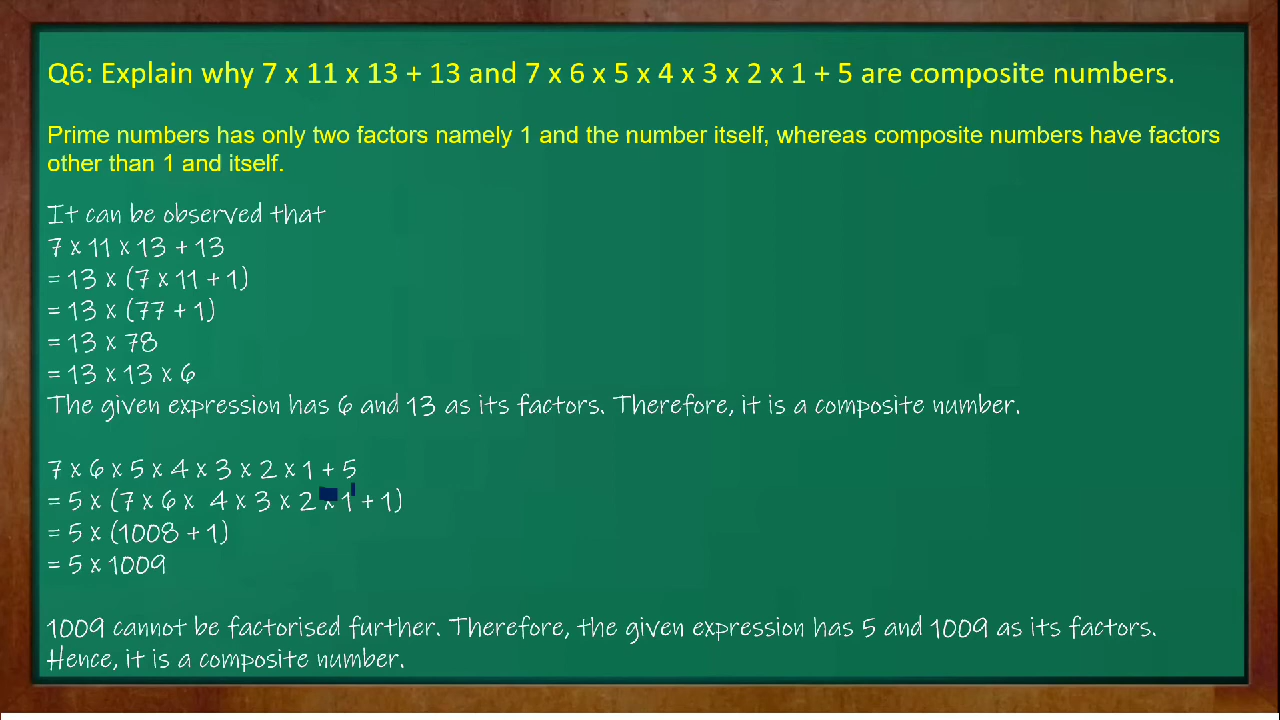 Q6: Explain why 7 x 11 x 13 + 13 and 7 x 6 x 5 x 4 x 3 x 2 x 1 + 5 are composite numbers.
Prime numbers has only two factors namely 1 and the number itself, whereas composite numbers have factors
other than 1 and itself.
It can be observed that
7 x 11 x 13 + 13
= 13 x (7 x 11 + 1)
= 13 x (77 + 1)
= 13 x 78
= 13 x 13 x 6
The given expression has 6 and 13 as its factors. Therefore, it is a composite number.
7 x 6 x 5 x 4 x 3 x 2 x 1 + 5
= 5 x (7 x 6 x 4 x 3 x 2 x 1 + 1)
= 5 x (1008 + 1)
= 5 x 1009
1009 cannot be factorised further. Therefore, the given expression has 5 and 1009 as its factors.
Hence, it is a composite number.